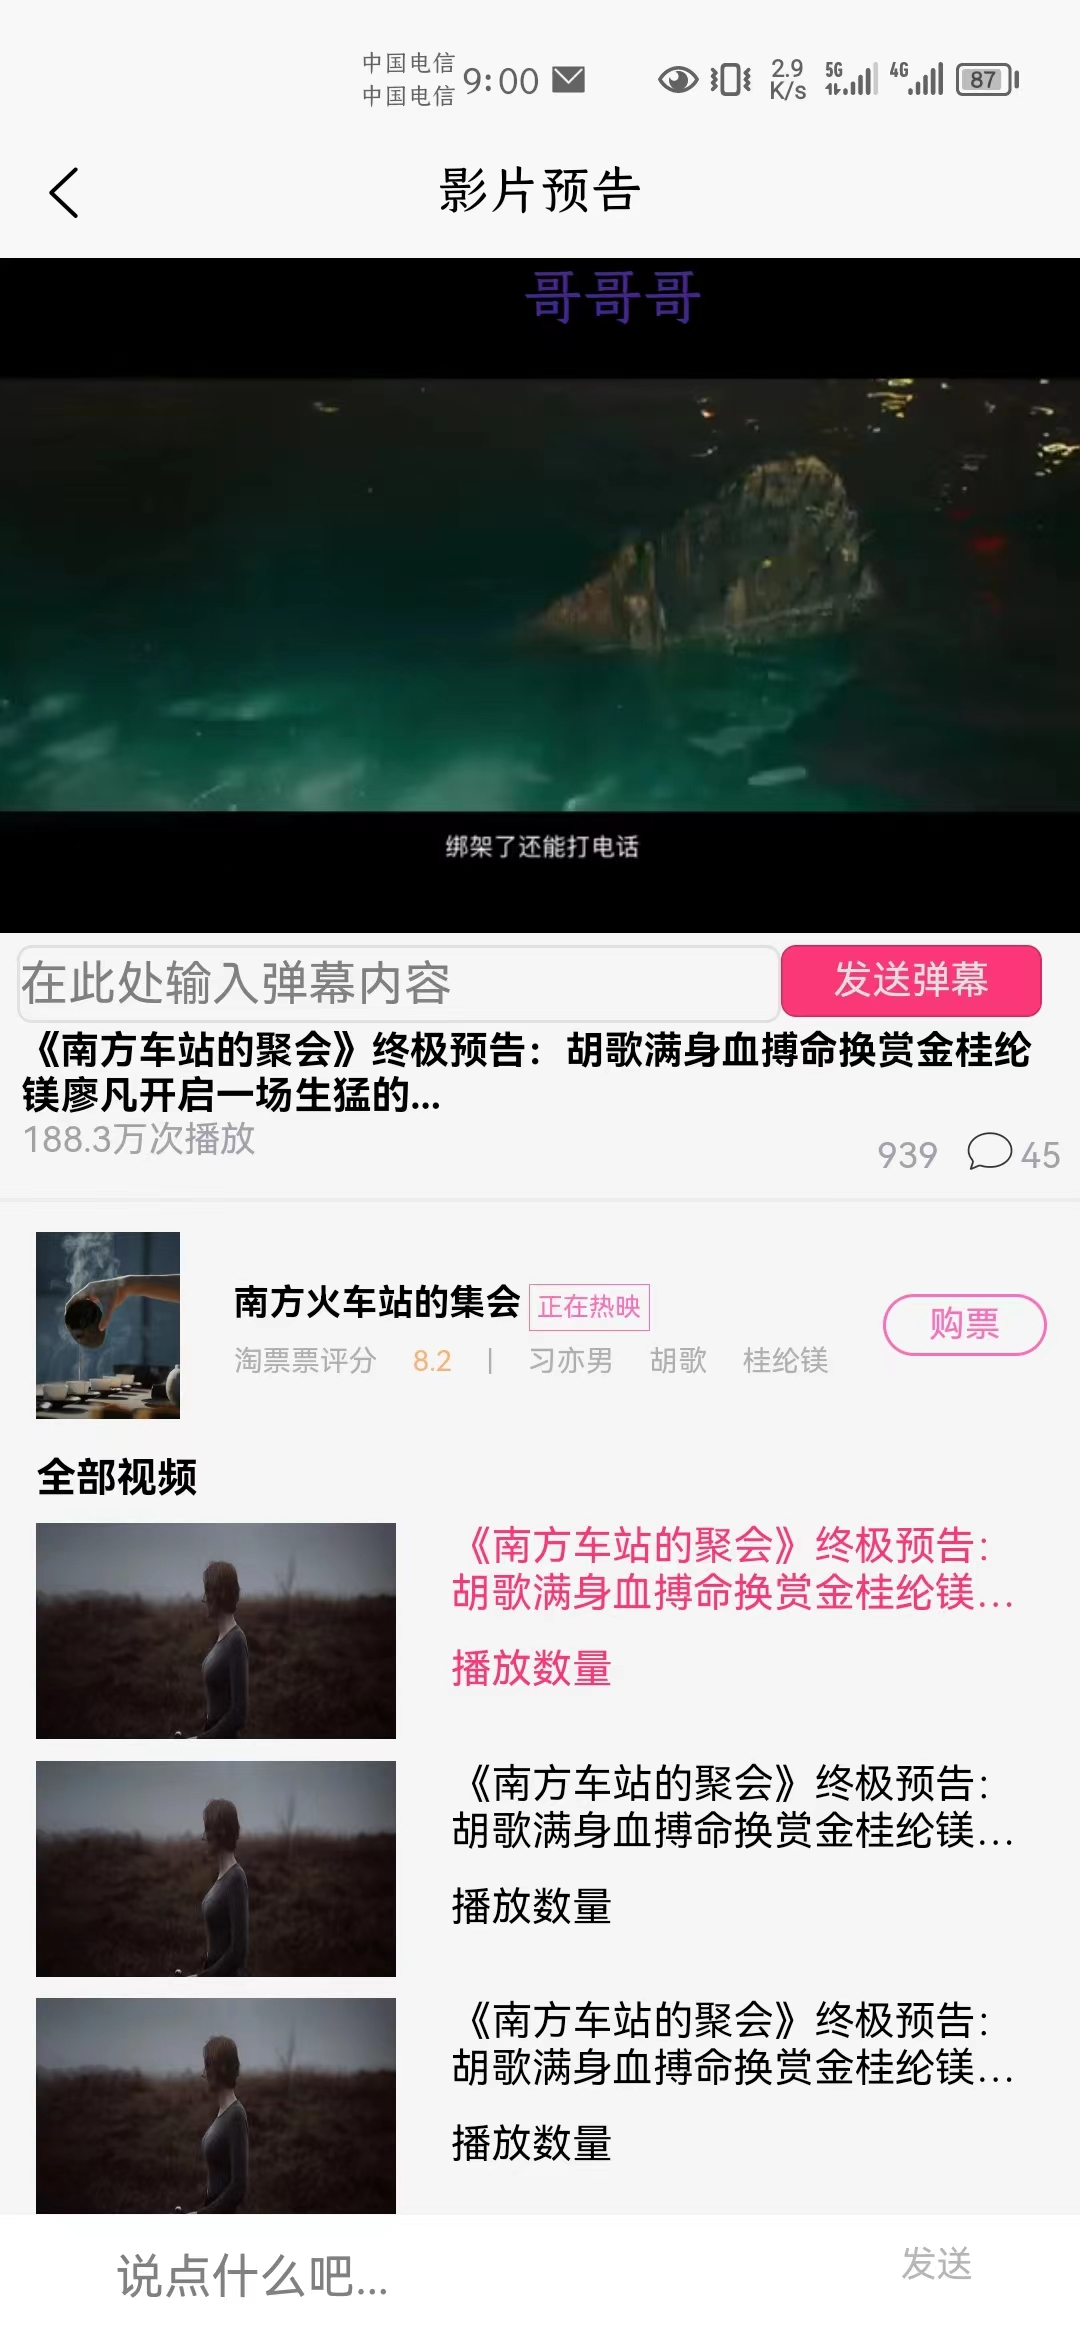 中国电信
中国电信
9:00
2.9
K/s
5G
4G
87
影片预告
哥哥哥
绑架了还能打电话
在此处输入弹幕内容
发送弹幕
《南方车站的聚会》终极预告：胡歌满身血搏命换赏金桂纶
镁廖凡开启一场生猛的...
188.3万次播放
939 45
南方火车站的集会 正在热映
购票
淘票票评分 8.2 | 习亦男 胡歌 桂纶镁
全部视频
《南方车站的聚会》终极预告：
胡歌满身血搏命换赏金桂纶镁...
播放数量
《南方车站的聚会》终极预告：
胡歌满身血搏命换赏金桂纶镁...
播放数量
《南方车站的聚会》终极预告：
胡歌满身血搏命换赏金桂纶镁...
播放数量
说点什么吧...
发送